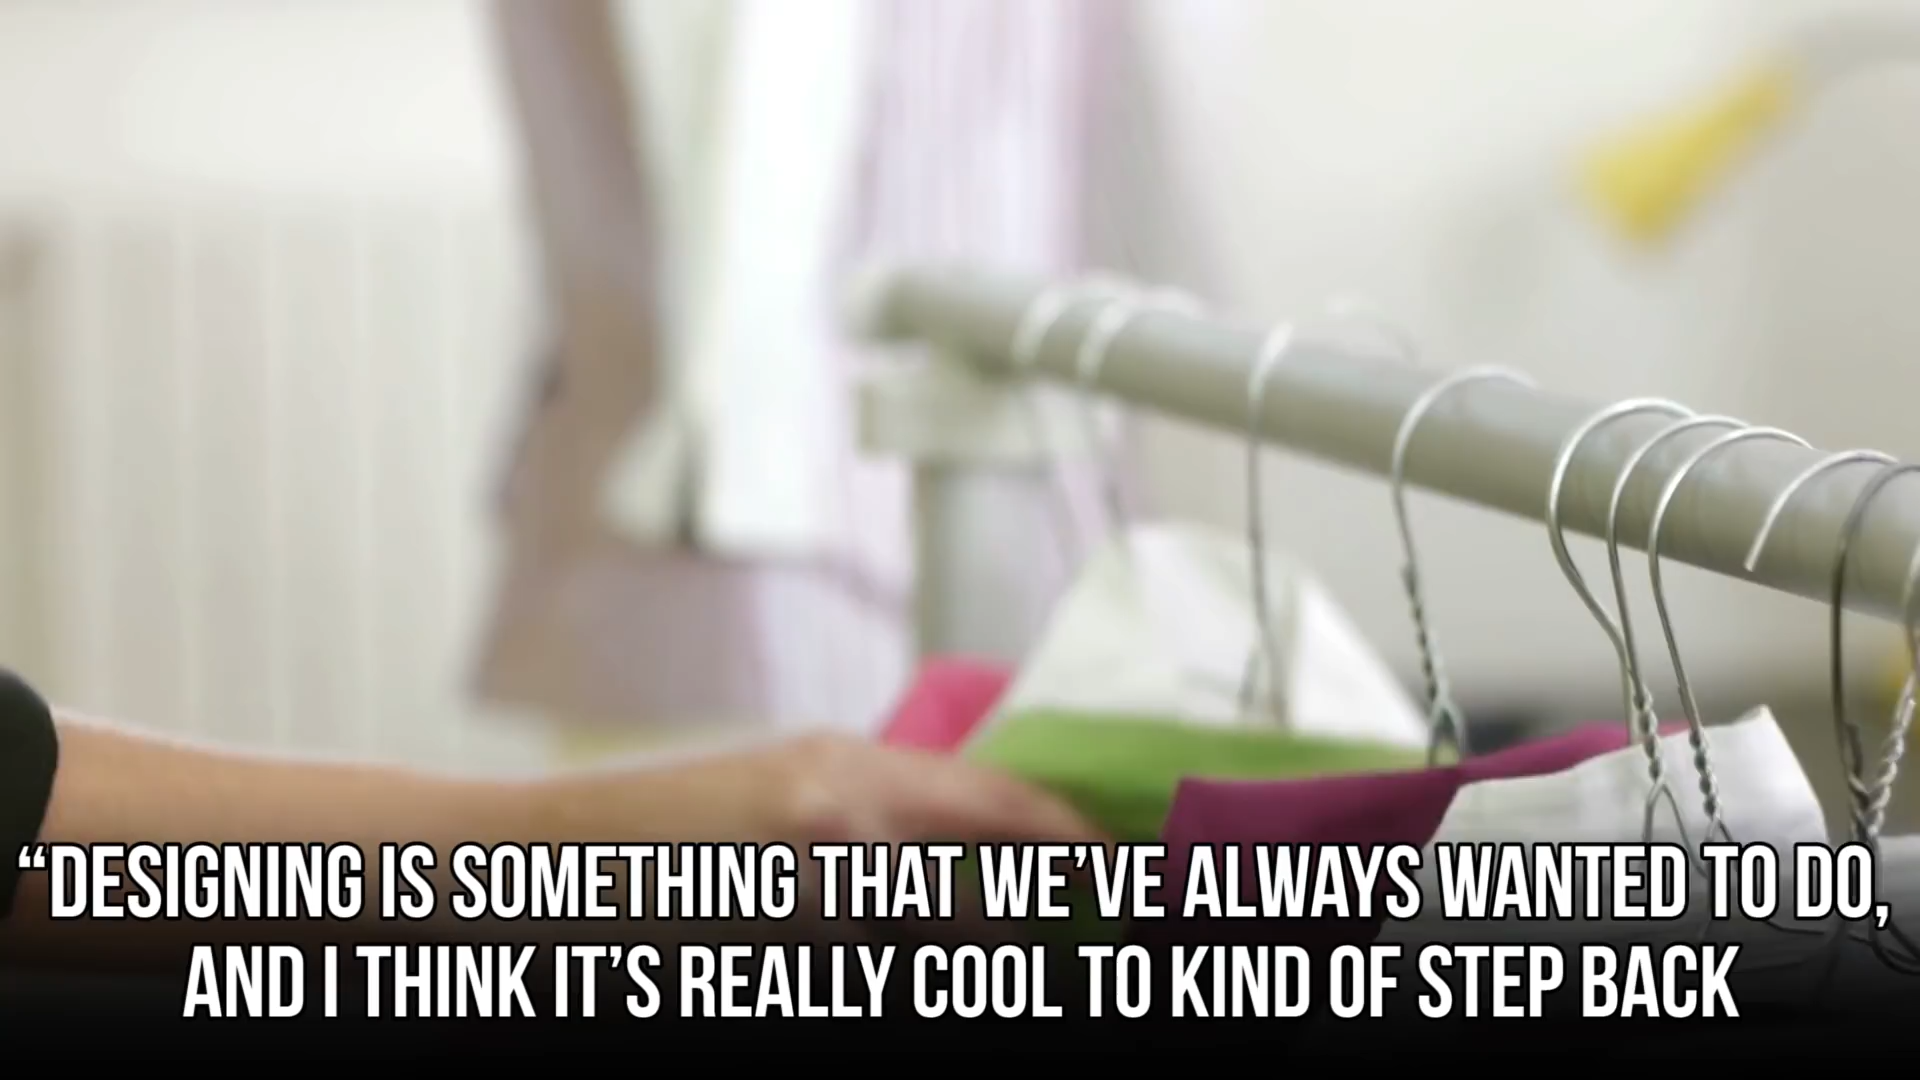 “DESIGNING IS SOMETHING THAT WE’VE ALWAYS WANTED TO DO,
AND I THINK IT’S REALLY COOL TO KIND OF STEP BACK